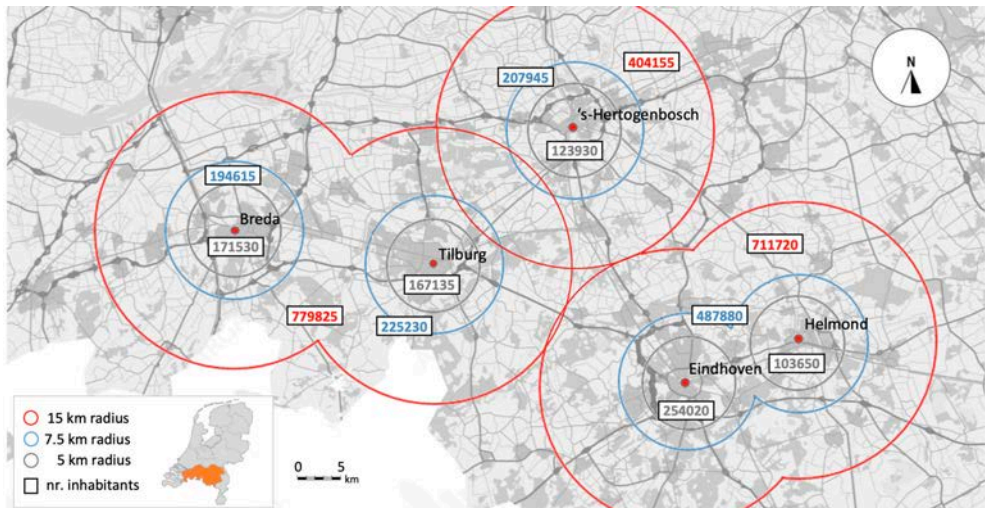 N
404155
207945
's-Hertogenbosch
123930
194615
Breda
171530
Tilburg
167135
711720
779825
225230
487880
Helmond
103650
Eindhoven
254020
15 km radius
7.5 km radius
5 km radius
nr. inhabitants
0 5
km